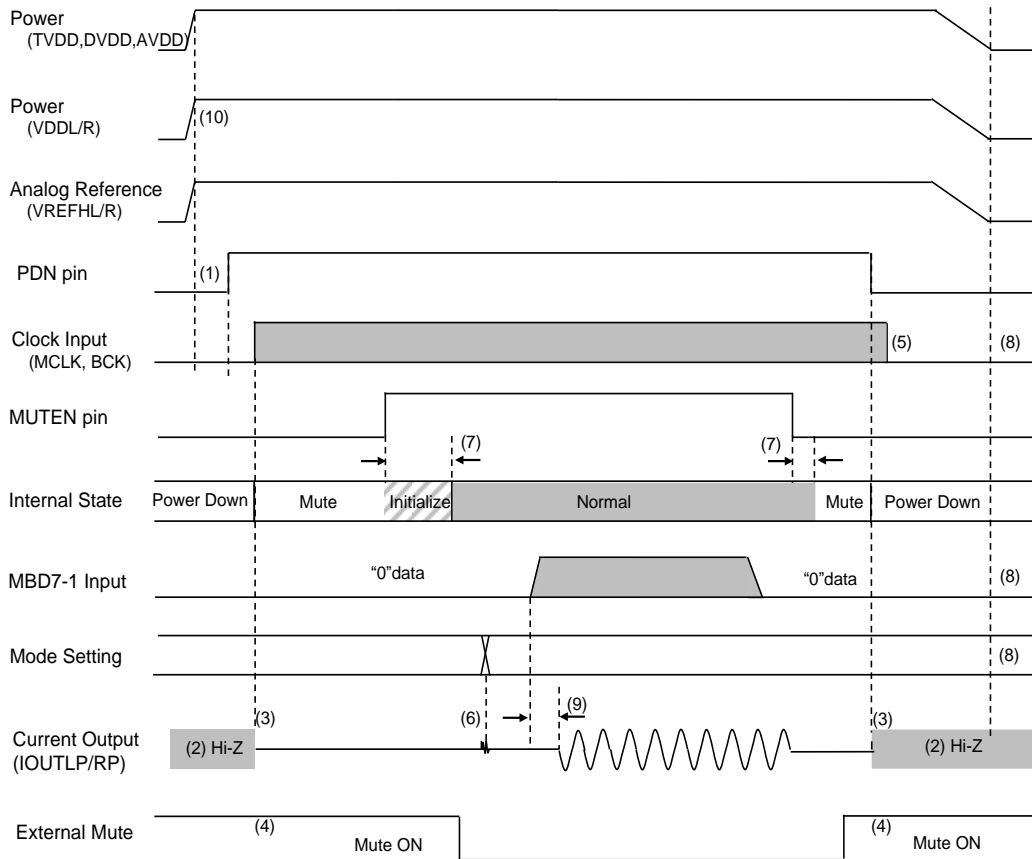 Power
(TVDD,DVDD,AVDD)
Power
(VDDL/R)
(10)
Analog Reference
(VREFHL/R)
PDN pin
(1)
Clock Input
(MCLK, BCK)
(5)
(8)
MUTEN pin
(7)
(7)
Internal State
Power Down
Mute
Initialize
Normal
Mute
Power Down
MBD7-1 Input
“0”data
“0”data
(8)
Mode Setting
(8)
Current Output
(IOUTLP/RP)
(2) Hi-Z
(3)
(6)
(9)
(3)
(2) Hi-Z
External Mute
(4)
Mute ON
(4)
Mute ON